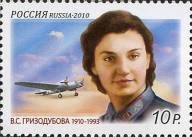 РОССИЯ RUSSIA·2010
В.С. ГРИЗОДУБОВА 1910-1993
10 Р.